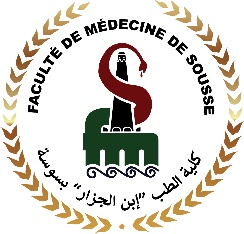 FACULTÉ DE MÉDECINE DE SOUSSE
كلية الطب "إبن الجزار" بسوسة